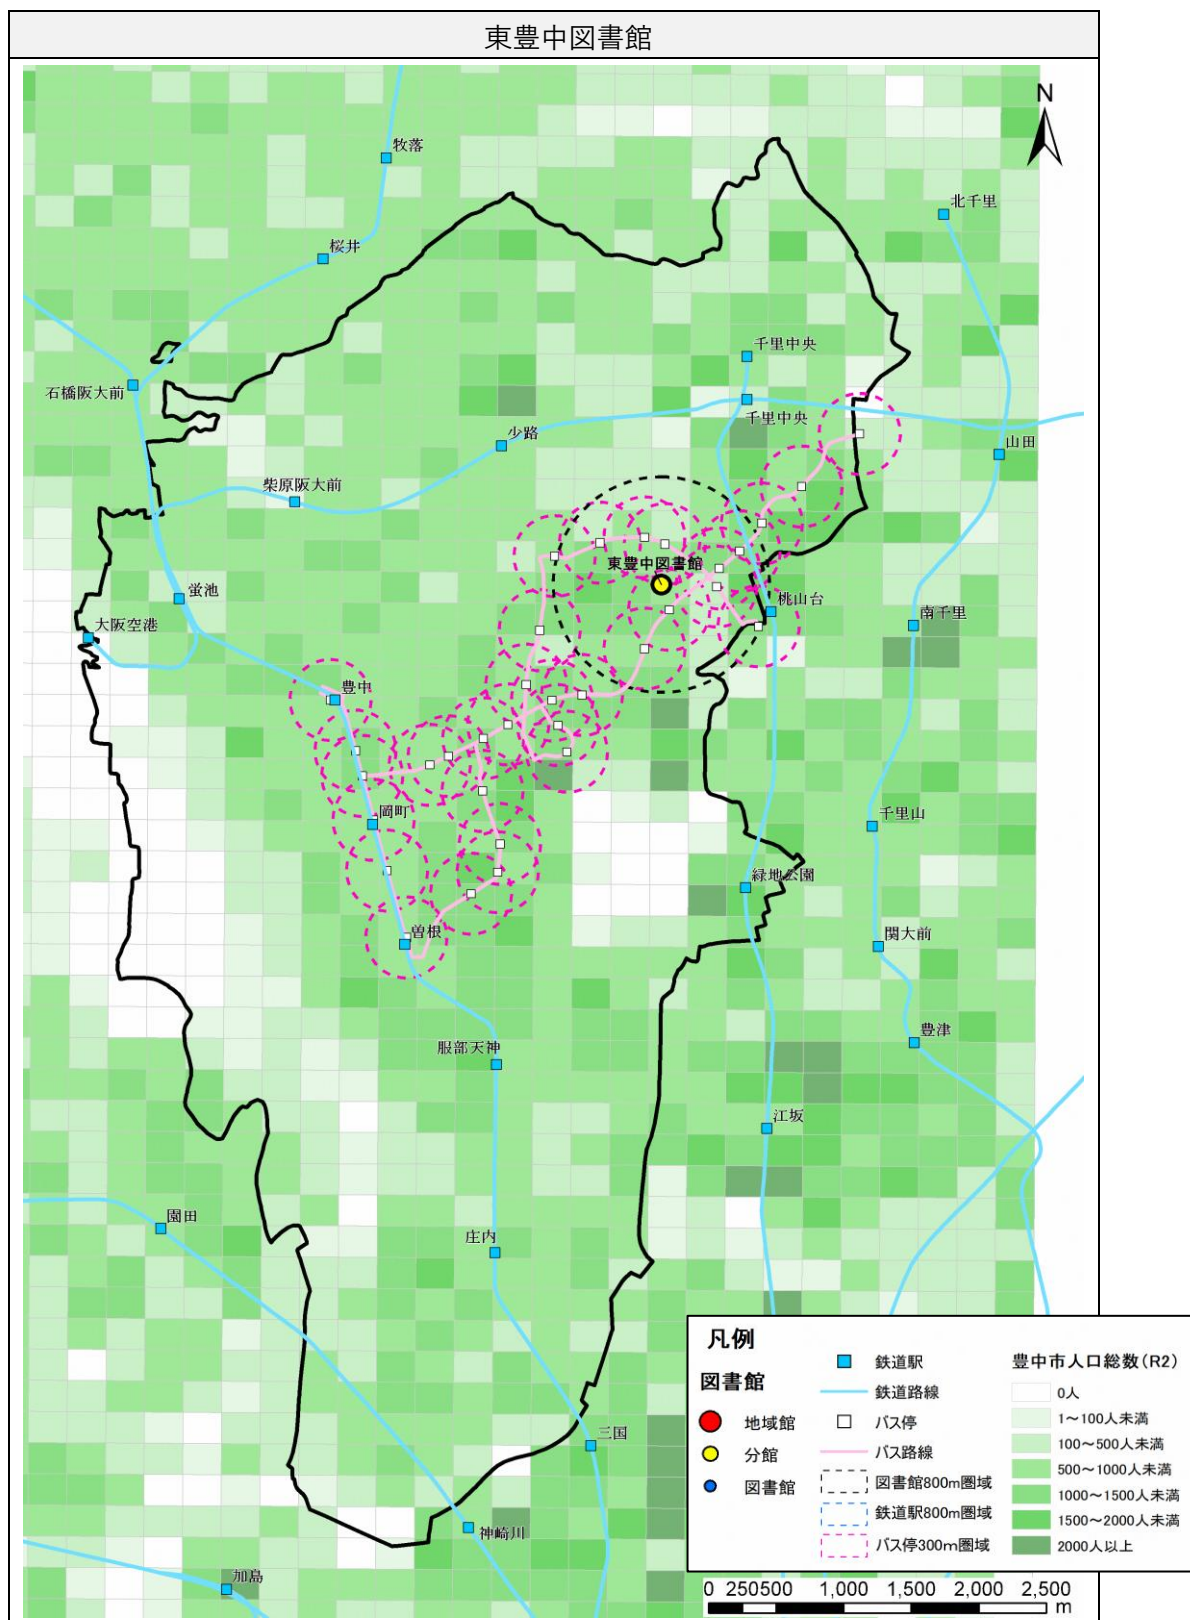 東豊中図書館
N
牧落
北千里
桜井
千里中央
石橋阪大前
千里中央
少路
山田
柴原阪大前
東豊中図書館
蛍池
桃山台
南千里
大阪空港
豊中
岡町
千里山
緑地公園
曽根
関大前
服部天神
豊津
江坂
園田
庄内
三国
神崎川
加島
凡例
図書館
地域館
分館
図書館
鉄道駅
鉄道路線
バス停
バス路線
図書館800m圏域
鉄道駅800m圏域
バス停300m圏域
豊中市人口総数(R2)
0人
1~100人未満
100~500人未満
500~1000人未満
1000~1500人未満
1500~2000人未満
2000人以上
0 250500 1,000 1,500 2,000 2,500
m